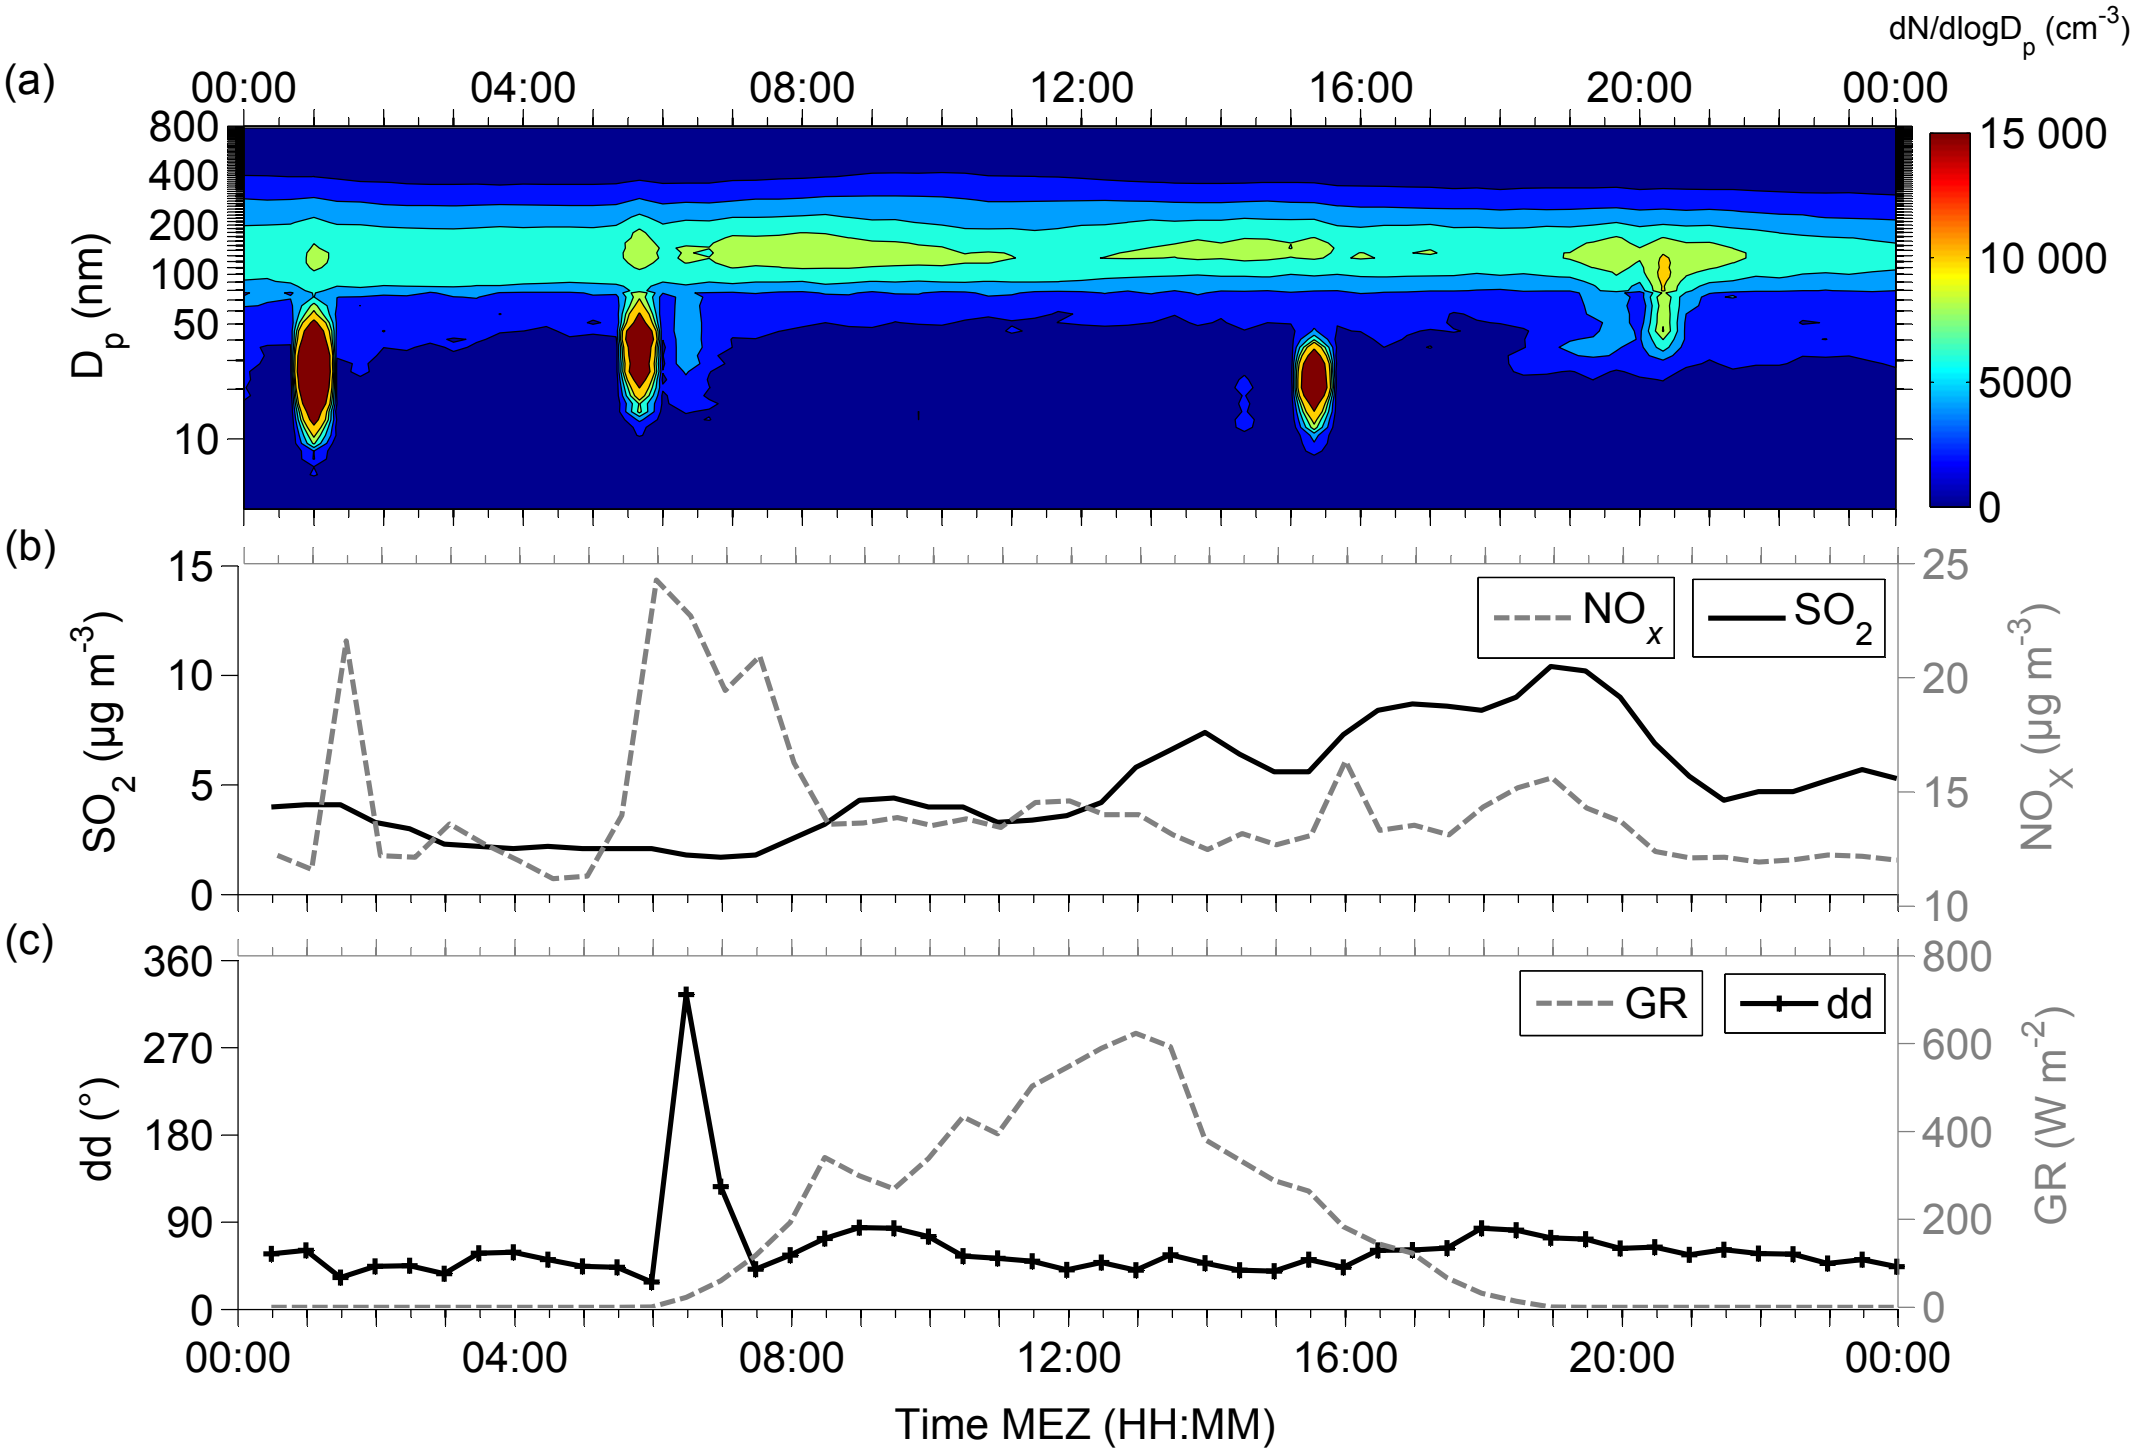 dN/dlogDp (cm-3)
(a)
00:00 04:00 08:00 12:00 16:00 20:00 00:00
800
400
200
100
50
10
Dp (nm)
15 000
10 000
5000
0
(b)
15
10
5
0
SO2 (µg m-3)
NOx SO2
25
20
15
10
NOX (µg m-3)
(c)
360
270
180
90
0
dd (°)
GR dd
800
600
400
200
0
GR (W m-2)
00:00 04:00 08:00 12:00 16:00 20:00 00:00
Time MEZ (HH:MM)